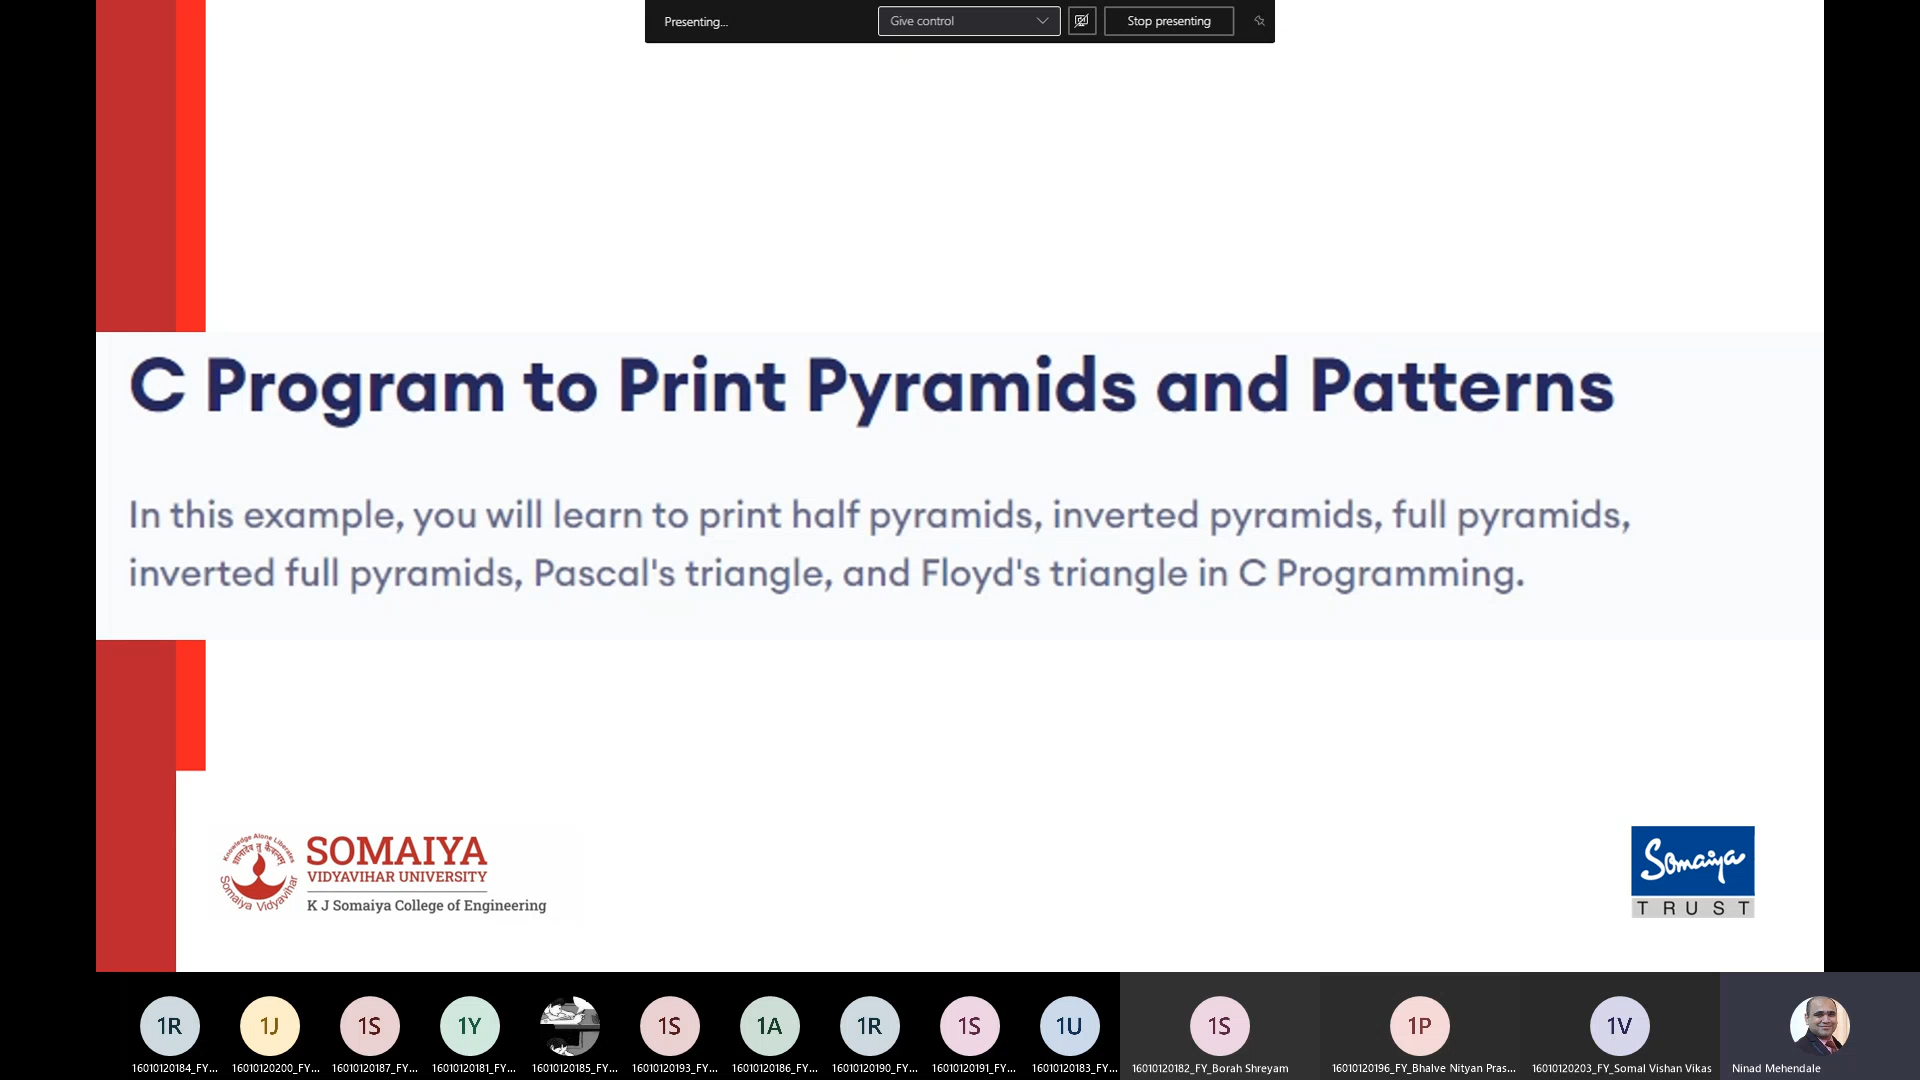 Presenting...
Give control
Stop presenting
C Program to Print Pyramids and Patterns
In this example, you will learn to print half pyramids, inverted pyramids, full pyramids,
inverted full pyramids, Pascal's triangle, and Floyd's triangle in C Programming.
Knowledge Alone Liberates
Somaiya Vidyavihar
SOMAIYA
VIDYAVIHAR UNIVERSITY
K J Somaiya College of Engineering
Somaiya
TRUST
1R
1J
1S
1Y
1S
1A
1R
1S
1U
1S
1P
1V
16010120184_FY...
16010120200_FY...
16010120187_FY...
16010120181_FY...
16010120185_FY...
16010120193_FY...
16010120186_FY...
16010120190_FY...
16010120191_FY...
16010120183_FY...
16010120182_FY_Borah Shreyam
16010120196_FY_Bhalve Nityan Pras...
16010120203_FY_Somal Vishan Vikas
Ninad Mehendale